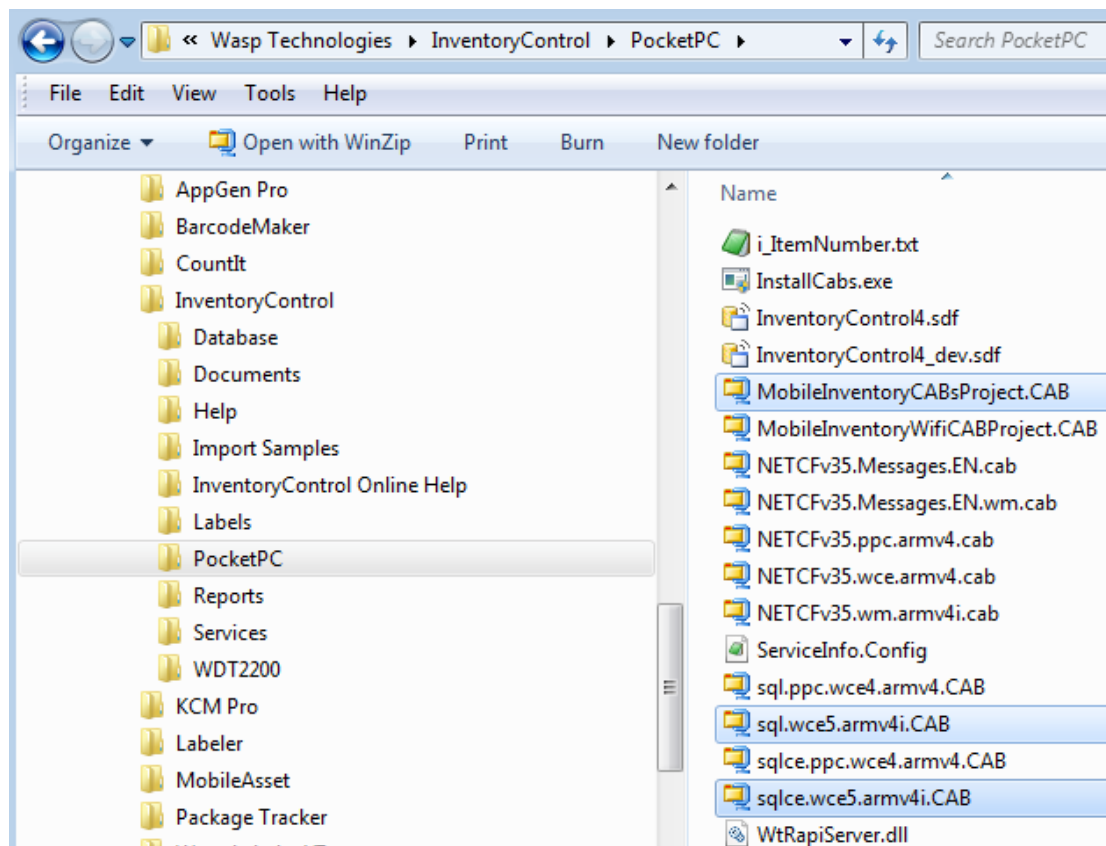 « Wasp Technologies ▸ InventoryControl ▸ PocketPC ▸ Search PocketPC
File Edit View Tools Help
Organize ▾ Open with WinZip Print Burn New folder
AppGen Pro
BarcodeMaker
CountIt
InventoryControl
Database
Documents
Help
Import Samples
InventoryControl Online Help
Labels
PocketPC
Reports
Services
WDT2200
KCM Pro
Labeler
MobileAsset
Package Tracker
Name
i_ItemNumber.txt
InstallCabs.exe
InventoryControl4.sdf
InventoryControl4_dev.sdf
MobileInventoryCABsProject.CAB
MobileInventoryWifiCABProject.CAB
NETCFv35.Messages.EN.cab
NETCFv35.Messages.EN.wm.cab
NETCFv35.ppc.armv4.cab
NETCFv35.wce.armv4.cab
NETCFv35.wm.armv4i.cab
ServiceInfo.Config
sql.ppc.wce4.armv4.CAB
sql.wce5.armv4i.CAB
sqlce.ppc.wce4.armv4.CAB
sqlce.wce5.armv4i.CAB
WtRapiServer.dll